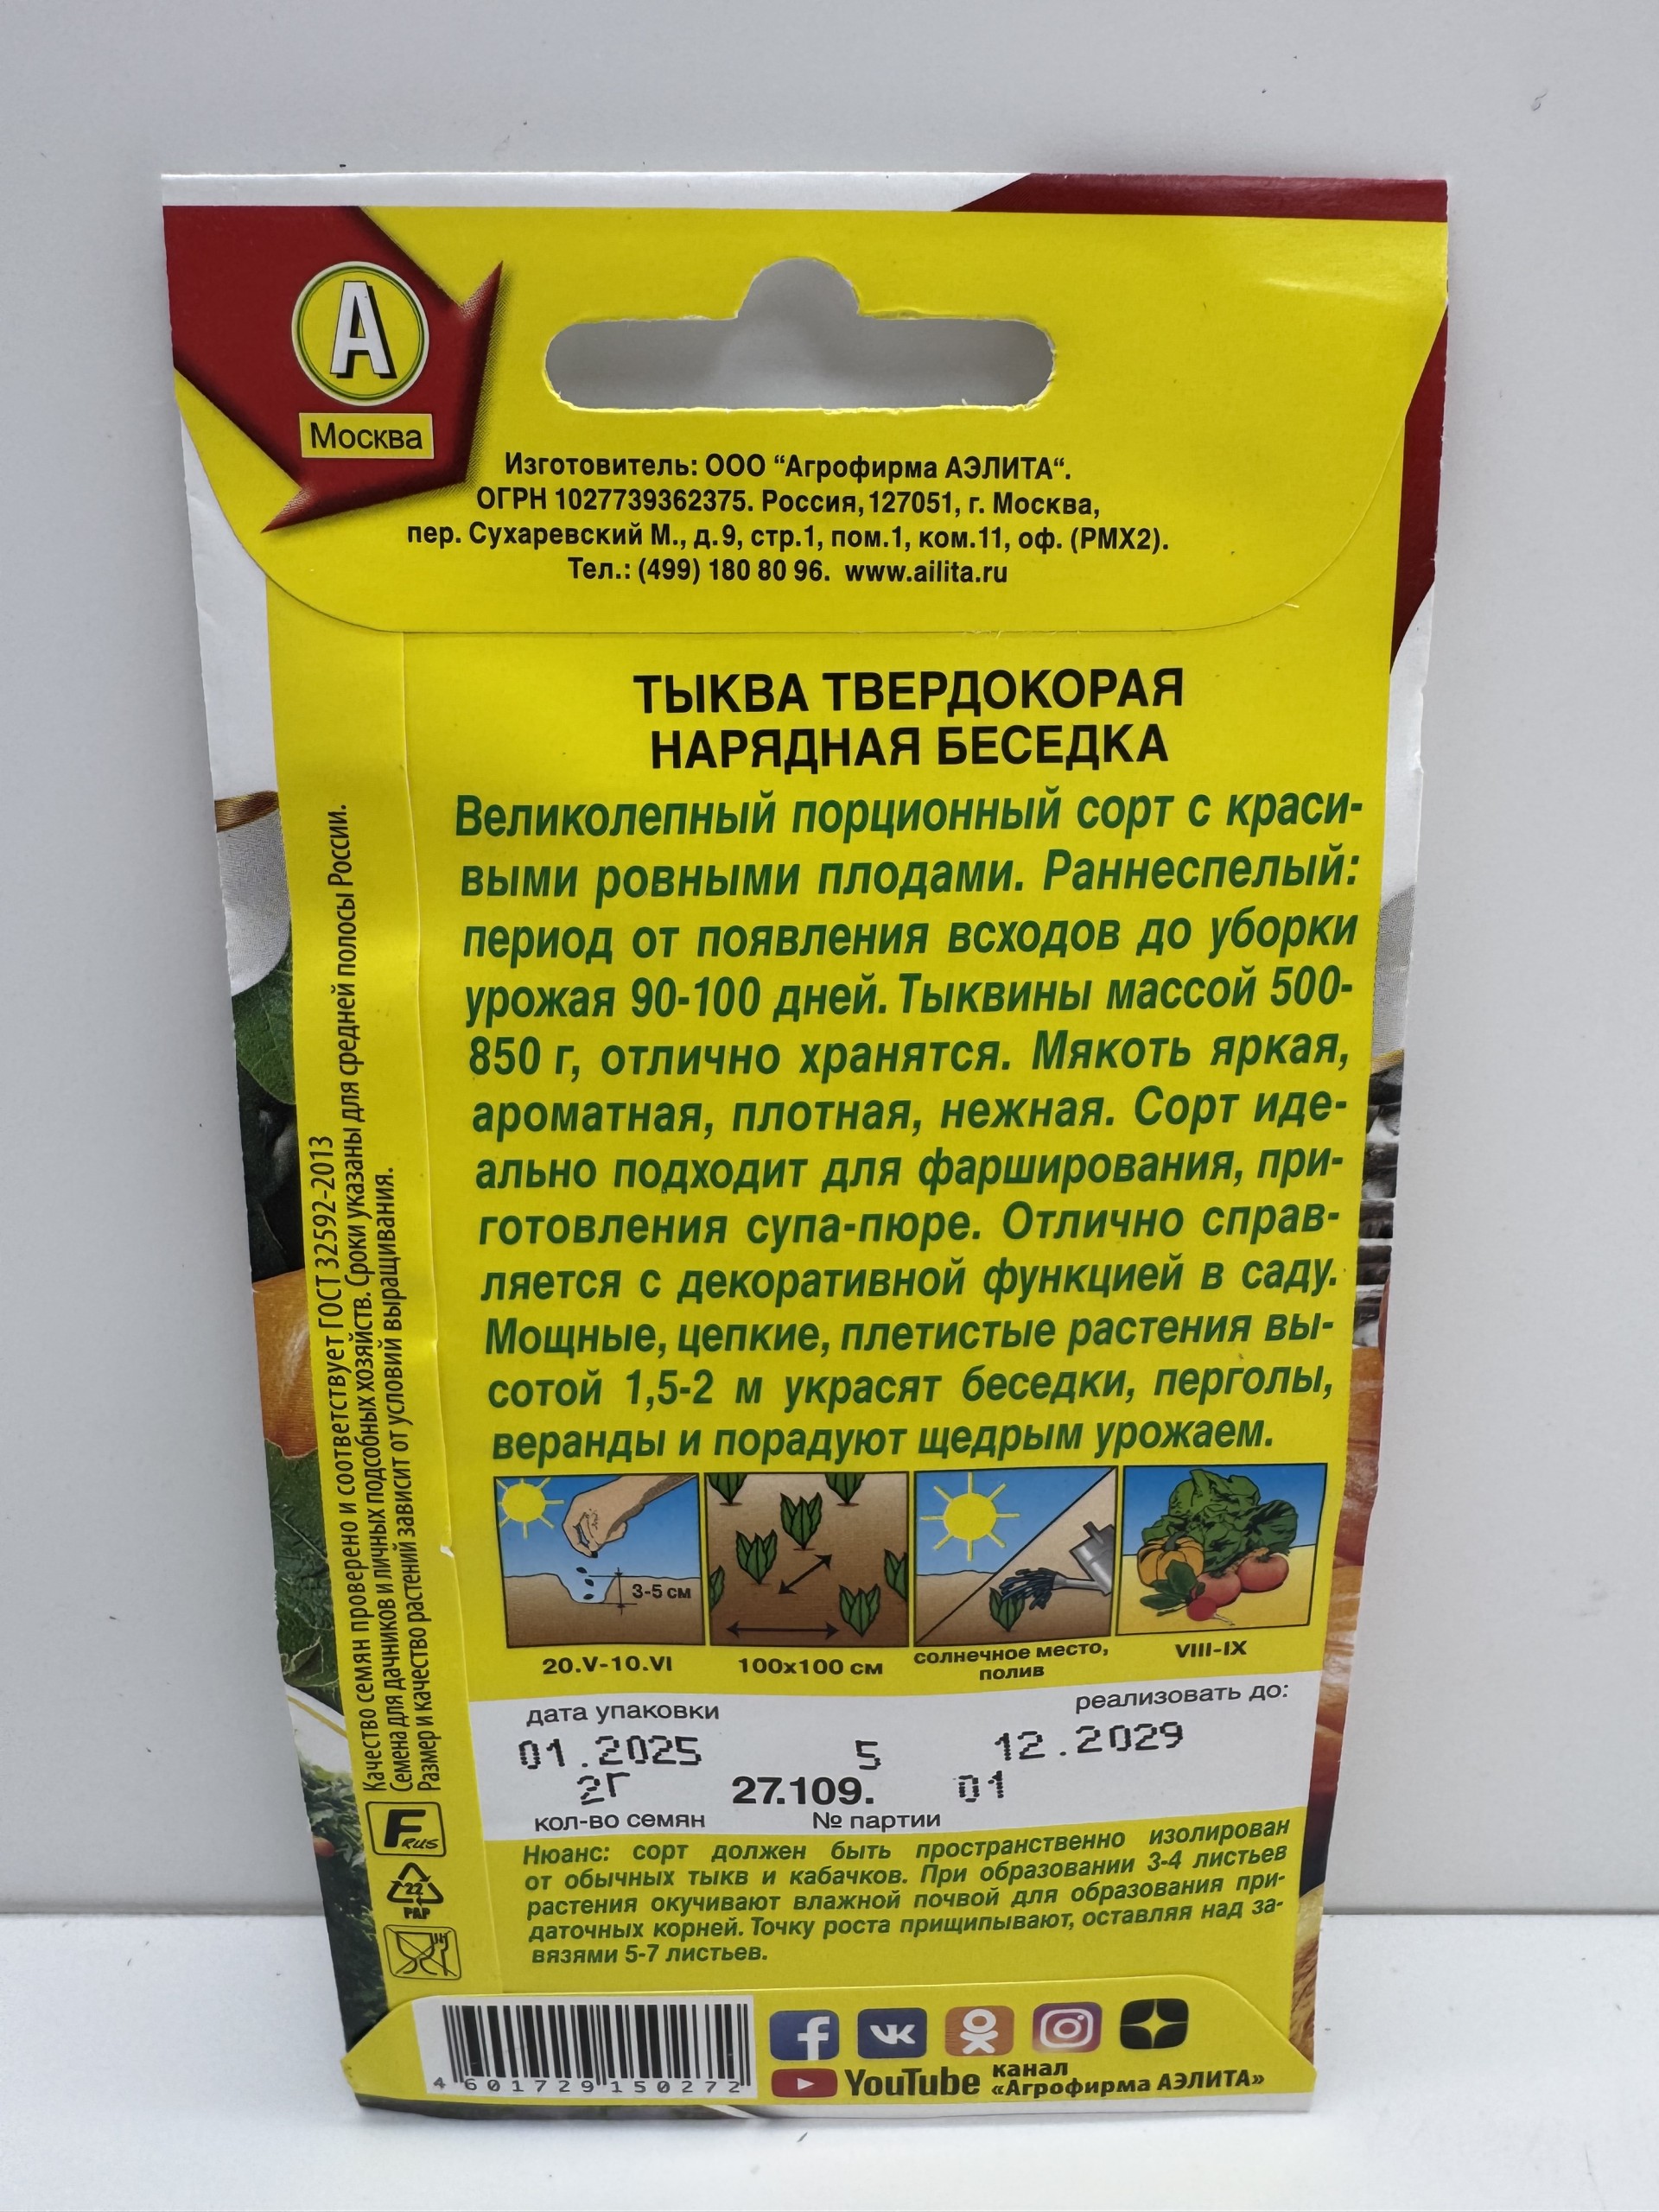 А
Москва
Изготовитель: ООО “Агрофирма АЭЛИТА“.
ОГРН 1027739362375. Россия, 127051, г. Москва,
пер. Сухаревский М., д.9, стр.1, пом.1, ком.11, оф. (РМХ2).
Тел.: (499) 180 80 96. www.ailita.ru
ТЫКВА ТВЕРДОКОРАЯ
НАРЯДНАЯ БЕСЕДКА
Великолепный порционный сорт с краси-
выми ровными плодами. Раннеспелый:
период от появления всходов до уборки
урожая 90-100 дней. Тыквины массой 500-
850 г, отлично хранятся. Мякоть яркая,
ароматная, плотная, нежная. Сорт иде-
ально подходит для фарширования, при-
готовления супа-пюре. Отлично справ-
ляется с декоративной функцией в саду.
Мощные, цепкие, плетистые растения вы-
сотой 1,5-2 м украсят беседки, перголы,
веранды и порадуют щедрым урожаем.
Качество семян проверено и соответствует ГОСТ 32592-2013
Семена для дачников и личных подсобных хозяйств. Сроки указаны для средней полосы России.
Размер и качество растений зависит от условий выращивания.
3-5 см
20.V-10.VI
100х100 см
солнечное место,
полив
VIII-IX
дата упаковки
реализовать до:
01.2025 5 12.2029
2Г 27.109. 01
кол-во семян № партии
F RUS
22
PAP
Нюанс: сорт должен быть пространственно изолирован
от обычных тыкв и кабачков. При образовании 3-4 листьев
растения окучивают влажной почвой для образования при-
даточных корней. Точку роста прищипывают, оставляя над за-
вязями 5-7 листьев.
4 601729 150272
f
YouTube канал
«Агрофирма АЭЛИТА»